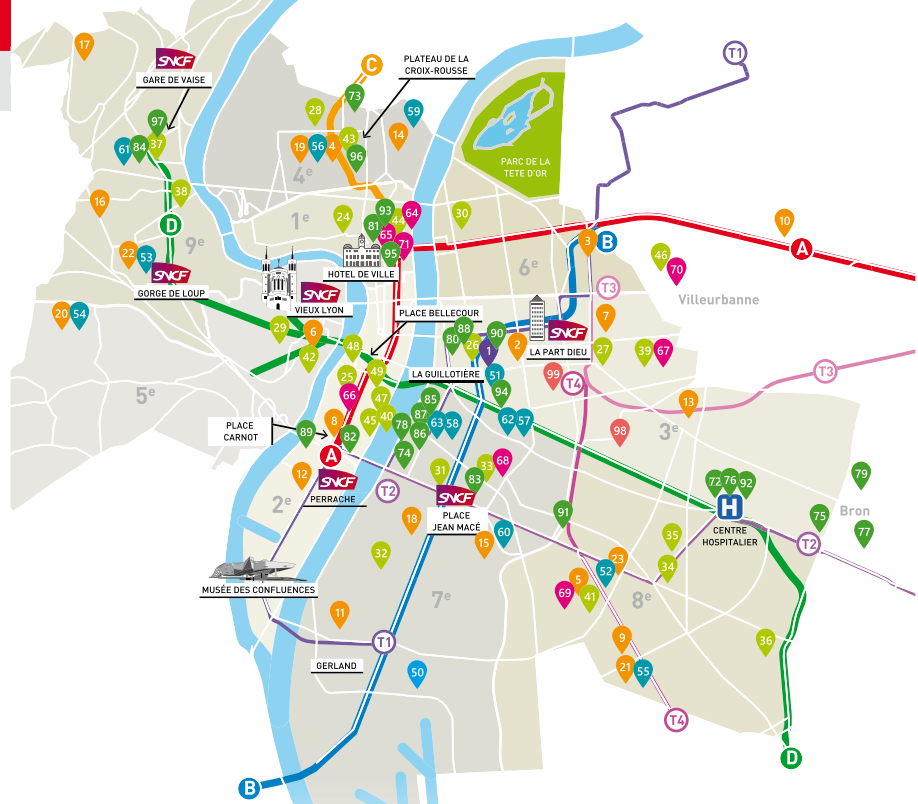 17
SNCF
GARE DE VAISE
97
61
84
37
38
16
D
9e
22
53
SNCF
GORGE DE LOUP
20
54
5e
C
PLATEAU DE LA
CROIX-ROUSSE
73
28
59
14
19
56
4
43
96
4e
1e
24
93
81
44
64
65
71
95
30
HOTEL DE VILLE
SNCF
VIEUX LYON
PARC DE LA
TETE D'OR
T1
10
A
3
B
6e
46
70
Villeurbanne
T3
7
29
6
42
48
PLACE BELLECOUR
88
80
26
90
1
2
SNCF
LA PART DIEU
27
39
67
LA GUILLOTIÈRE
51
99
T4
T3
25
49
66
47
94
13
85
87
45
40
78
86
63
58
62
57
98
3e
8
PLACE
CARNOT
89
82
74
A
12
SNCF
PERRACHE
2e
T2
31
33
68
83
SNCF
PLACE
JEAN MACÉ
18
15
60
91
72
76
92
H
CENTRE
HOSPITALIER
79
75
Bron
77
T2
35
32
34
23
52
5
69
41
8e
7e
MUSÉE DES CONFLUENCES
11
T1
GERLAND
50
9
21
55
36
T4
D
B